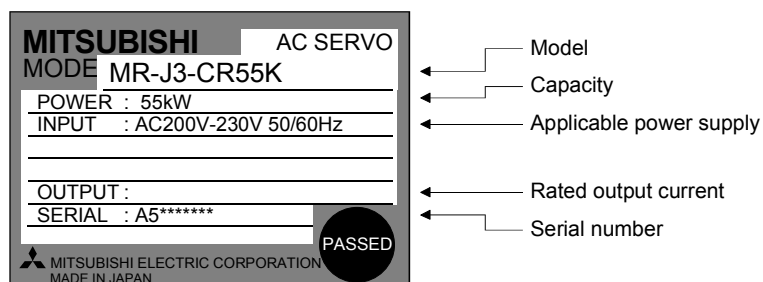 MITSUBISHI AC SERVO
MODE MR-J3-CR55K
POWER : 55kW
INPUT : AC200V-230V 50/60Hz
OUTPUT :
SERIAL : A5*******
PASSED
MITSUBISHI ELECTRIC CORPORATION
MADE IN JAPAN
Model
Capacity
Applicable power supply
Rated output current
Serial number